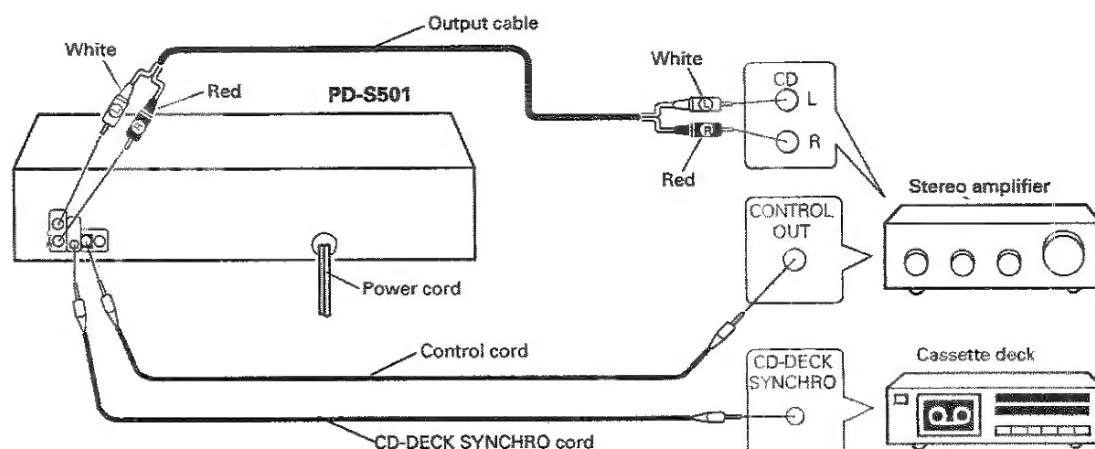 Output cable
White
Red
PD-S501
White
L
R
Red
CD
L
R
Stereo amplifier
CONTROL
OUT
Power cord
Control cord
CD-DECK
SYNCHRO
Cassette deck
CD-DECK SYNCHRO cord